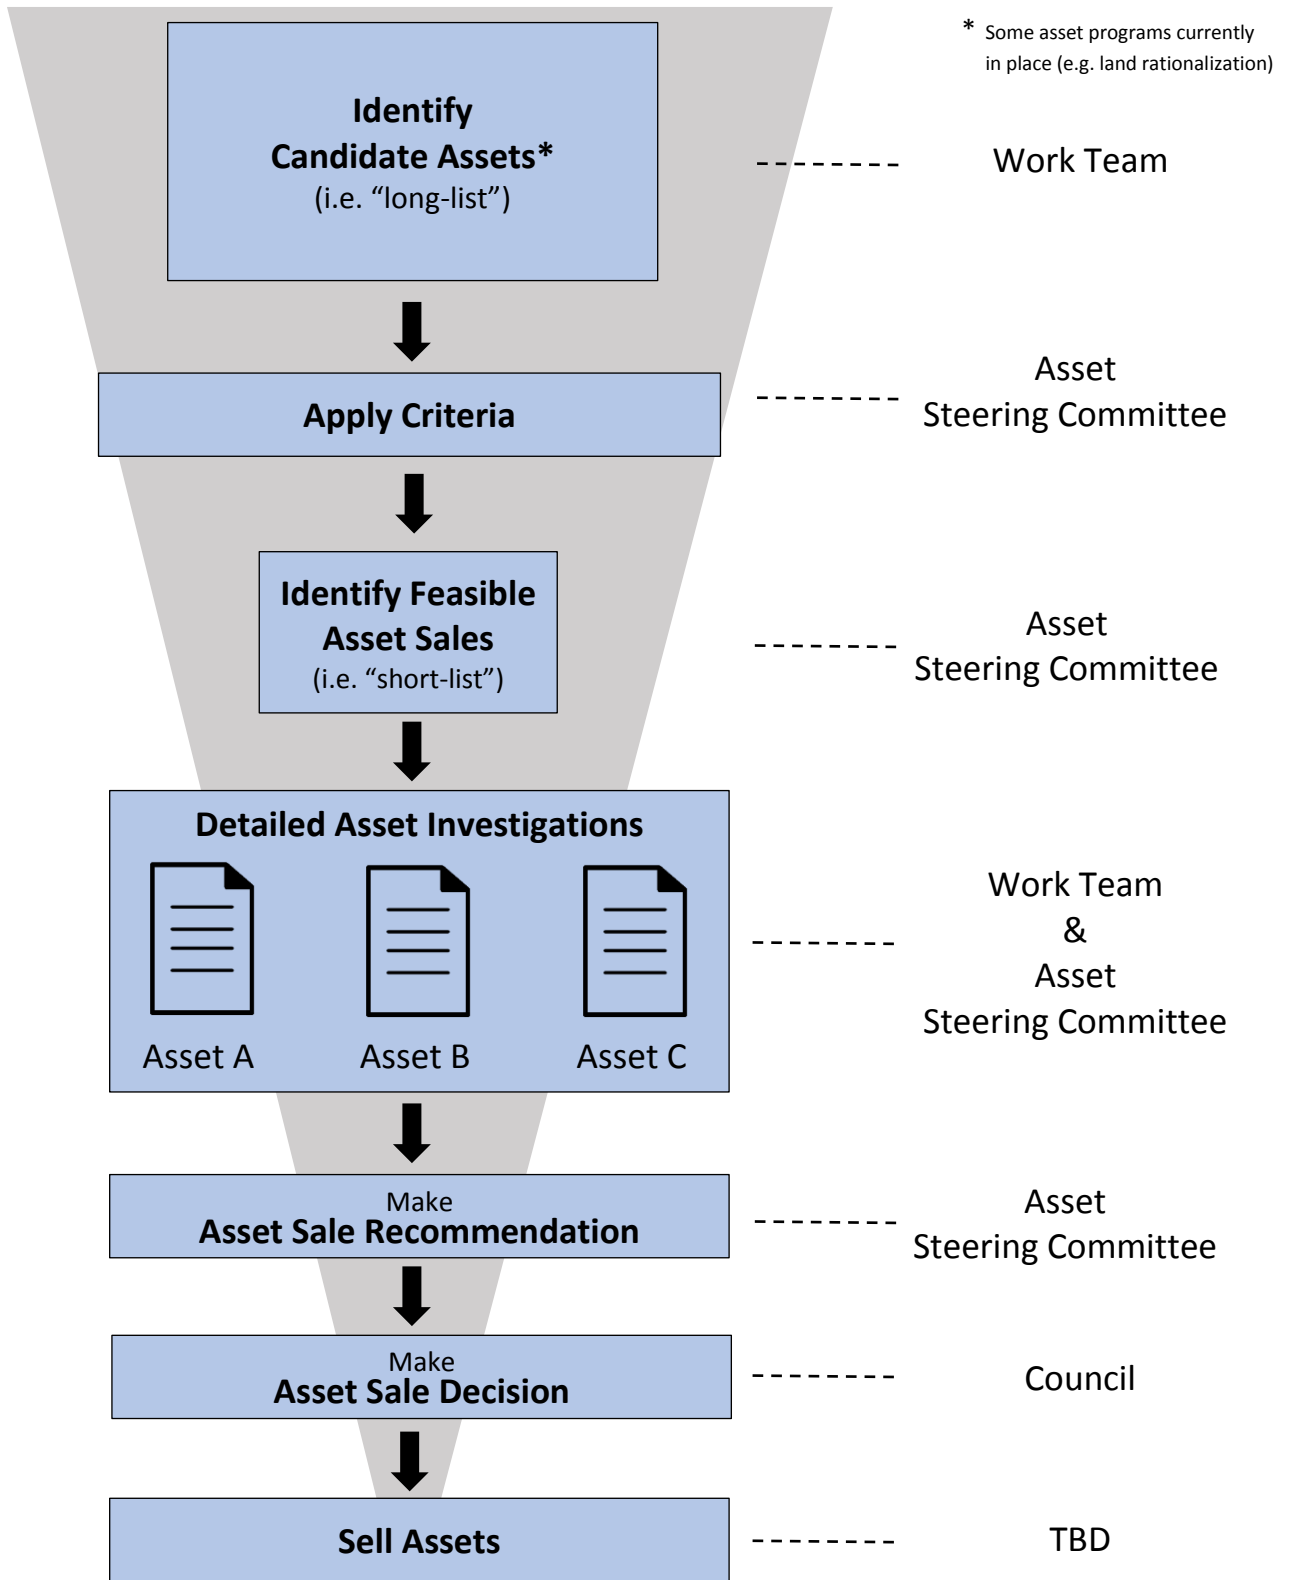 * Some asset programs currently
in place (e.g. land rationalization)
Identify
Candidate Assets*
(i.e. “long-list”)
Work Team
Apply Criteria
Asset
Steering Committee
Identify Feasible
Asset Sales
(i.e. “short-list”)
Asset
Steering Committee
Detailed Asset Investigations
Asset A
Asset B
Asset C
Work Team
&
Asset
Steering Committee
Make
Asset Sale Recommendation
Asset
Steering Committee
Make
Asset Sale Decision
Council
Sell Assets
TBD